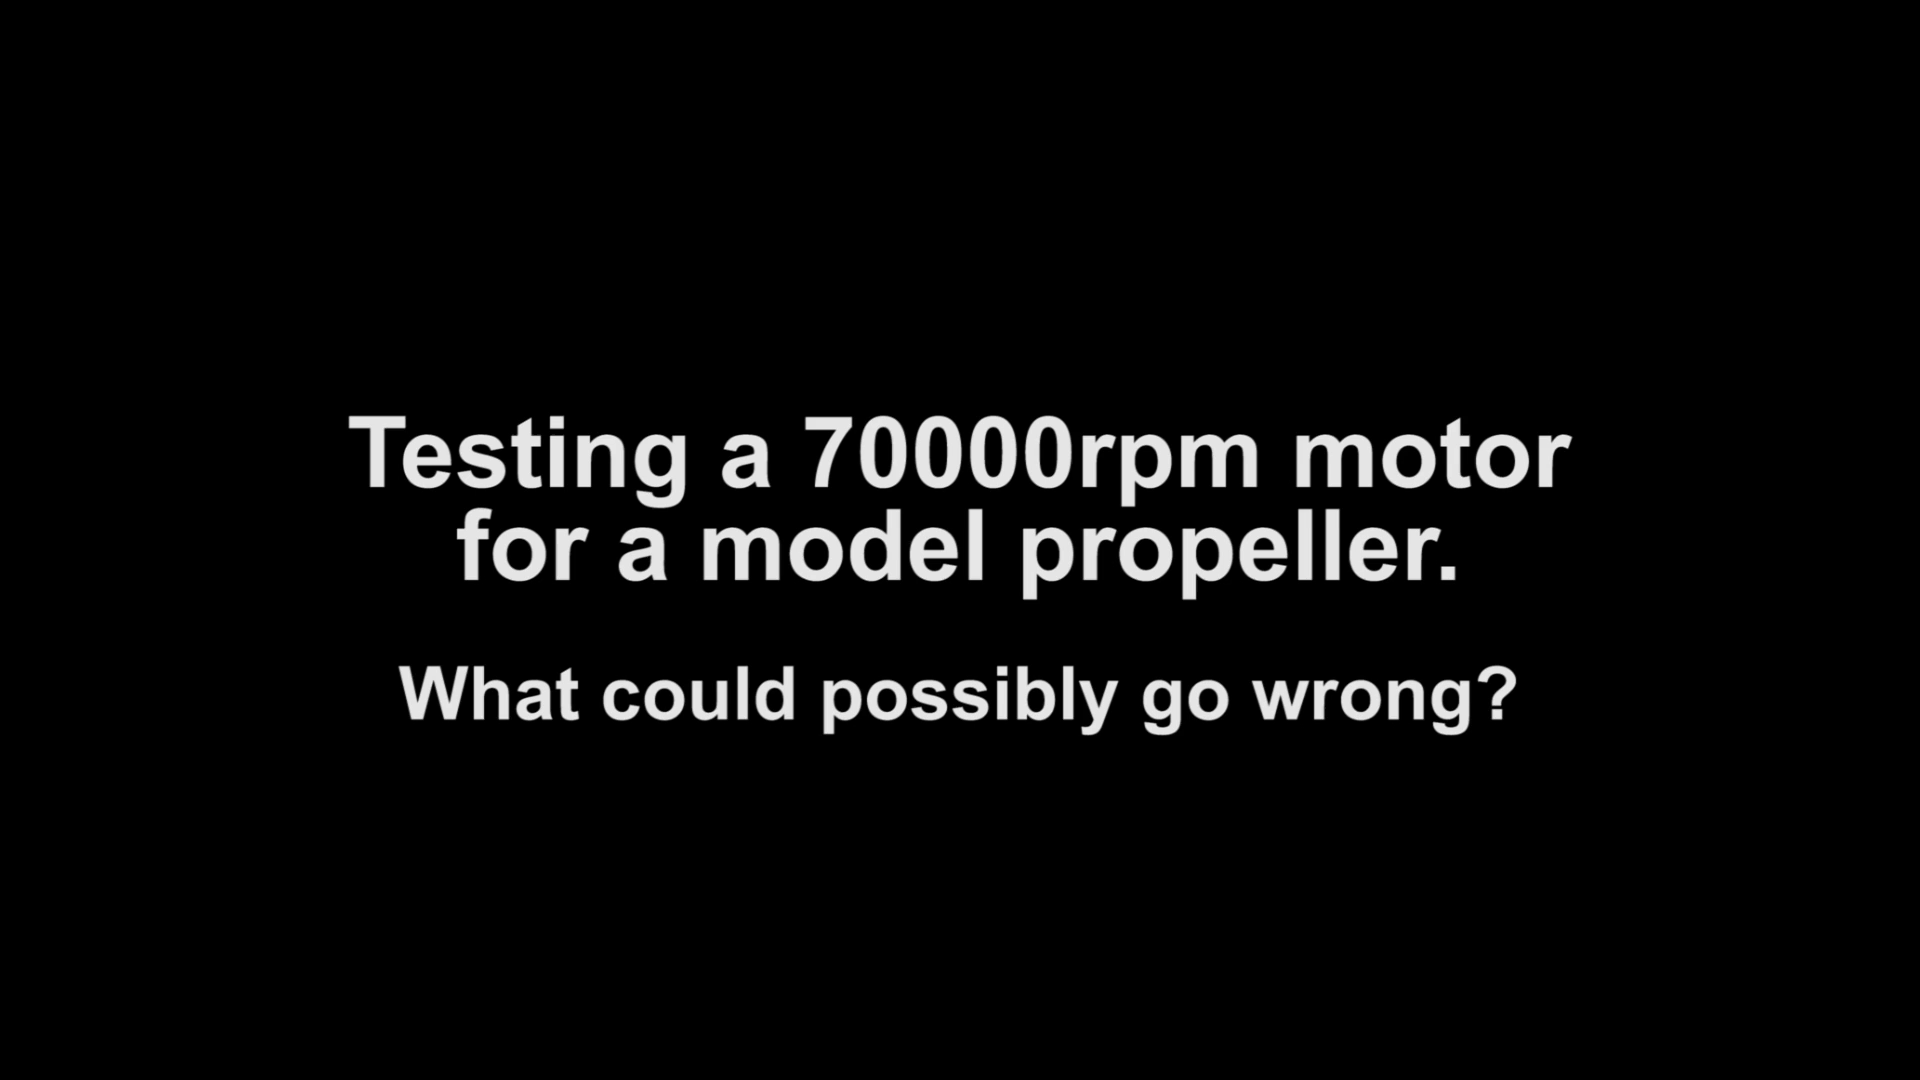 Testing a 70000rpm motor
for a model propeller.
What could possibly go wrong?